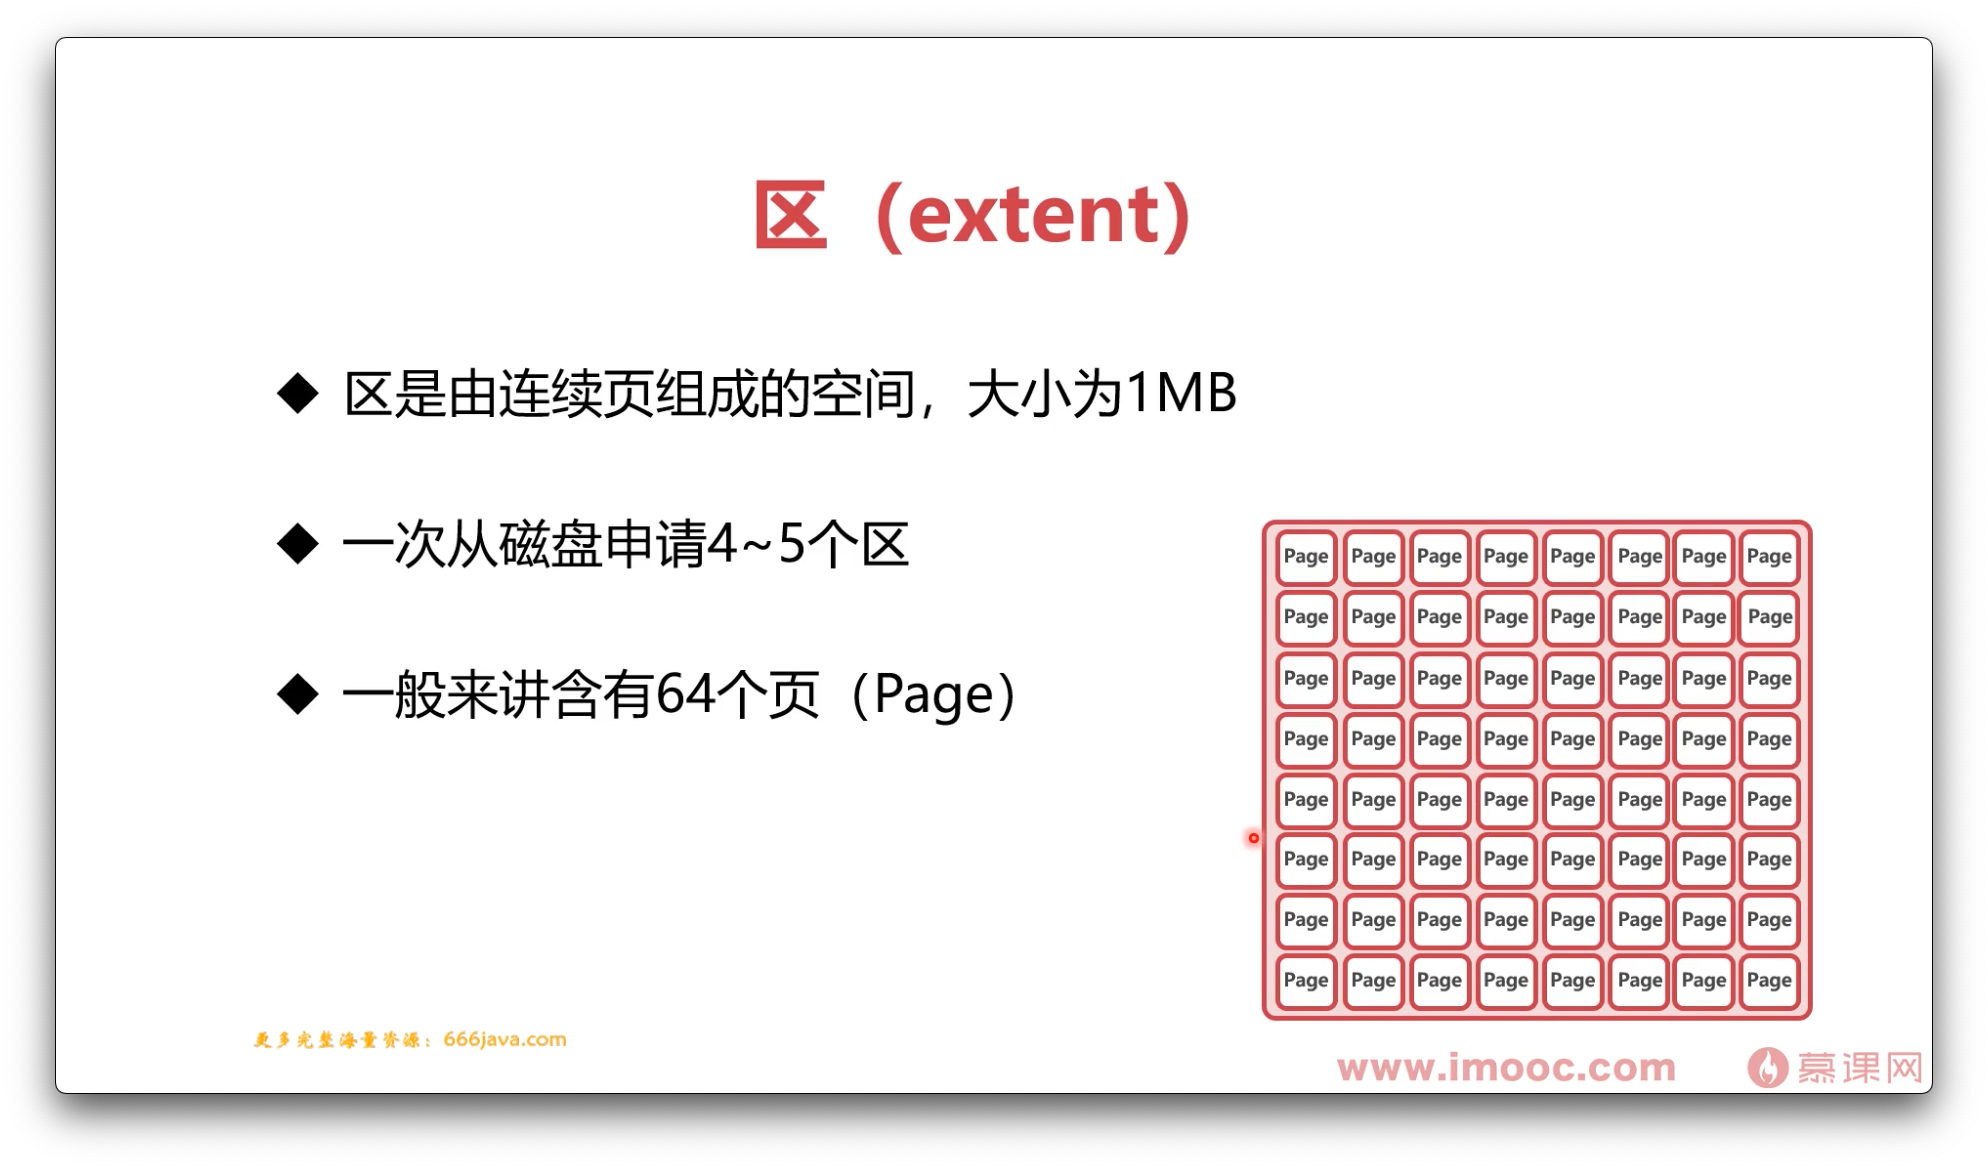 区（extent）
◆ 区是由连续页组成的空间，大小为1MB
◆ 一次从磁盘申请4~5个区
◆ 一般来讲含有64个页（Page）
Page Page Page Page Page Page Page Page
Page Page Page Page Page Page Page Page
Page Page Page Page Page Page Page Page
Page Page Page Page Page Page Page Page
Page Page Page Page Page Page Page Page
Page Page Page Page Page Page Page Page
Page Page Page Page Page Page Page Page
Page Page Page Page Page Page Page Page
更多完整海量资源：666java.com
www.imooc.com 慕课网